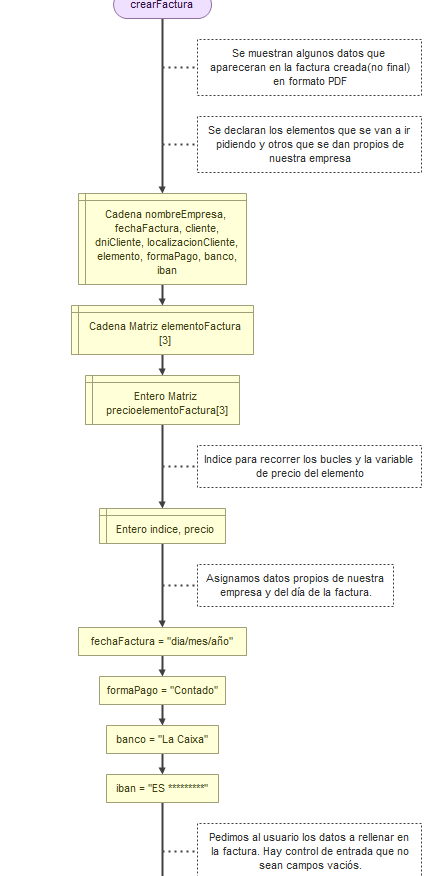 crearFactura
Se muestran algunos datos que
apareceran en la factura creada(no final)
en formato PDF
Se declaran los elementos que se van a ir
pidiendo y otros que se dan propios de
nuestra empresa
Cadena nombreEmpresa,
fechaFactura, cliente,
dniCliente, localizacionCliente,
elemento, formaPago, banco,
iban
Cadena Matriz elementoFactura
[3]
Entero Matriz
precioelementoFactura[3]
Indice para recorrer los bucles y la variable
de precio del elemento
Entero indice, precio
Asignamos datos propios de nuestra
empresa y del día de la factura.
fechaFactura = "dia/mes/año"
formaPago = "Contado"
banco = "La Caixa"
iban = "ES *********"
Pedimos al usuario los datos a rellenar en
la factura. Hay control de entrada que no
sean campos vaciós.